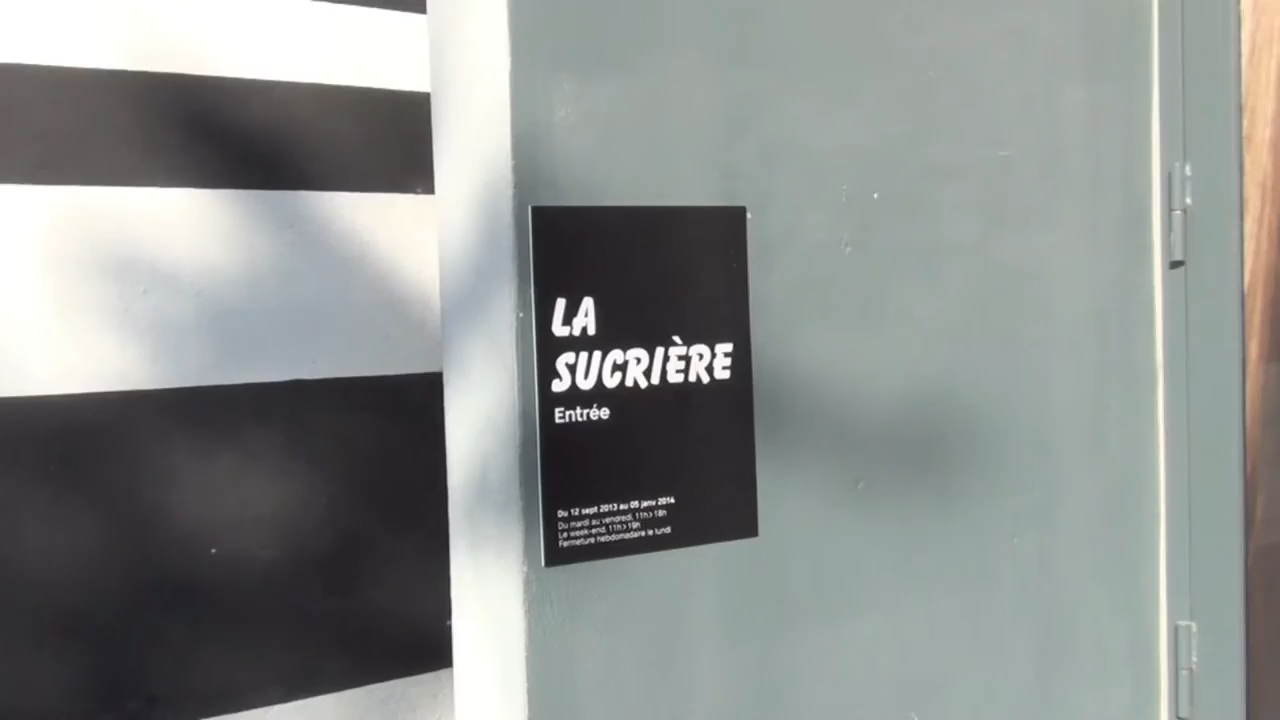 LA
SUCRIÈRE
Entrée
Du 12 sept 2013 au 05 janv 2014
Du mardi au vendredi, 11h>18h
Le week-end, 11h>19h
Fermeture hebdomadaire le lundi